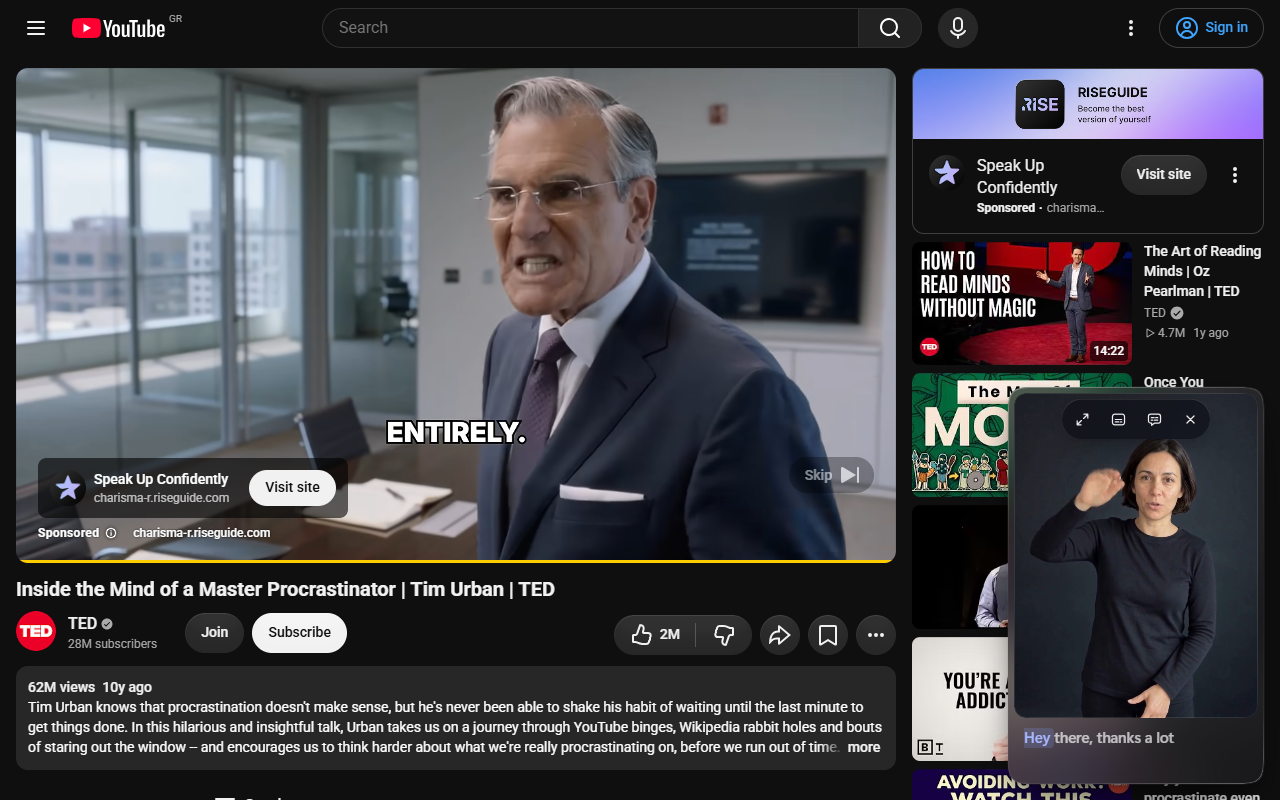 YouTube GR
Search
Sign in
ENTIRELY.
Speak Up Confidently
charisma-r.riseguide.com
Visit site
Skip
Sponsored
charisma-r.riseguide.com
Inside the Mind of a Master Procrastinator | Tim Urban | TED
TED
TED
28M subscribers
Join
Subscribe
2M
62M views 10y ago
Tim Urban knows that procrastination doesn't make sense, but he's never been able to shake his habit of waiting until the last minute to
get things done. In this hilarious and insightful talk, Urban takes us on a journey through YouTube binges, Wikipedia rabbit holes and bouts
of staring out the window – and encourages us to think harder about what we're really procrastinating on, before we run out of time. more
RISE
RISEGUIDE
Become the best
version of yourself
Speak Up
Confidently
Sponsored · charisma...
Visit site
HOW TO
READ MINDS
WITHOUT MAGIC
TED
14:22
The Art of Reading
Minds | Oz
Pearlman | TED
TED
4.7M 1y ago
Once You
The
MO
YOU'RE
ADDIC
B T
Hey there, thanks a lot
AVOIDING WORK?
WATCH THIS
procrastinate even